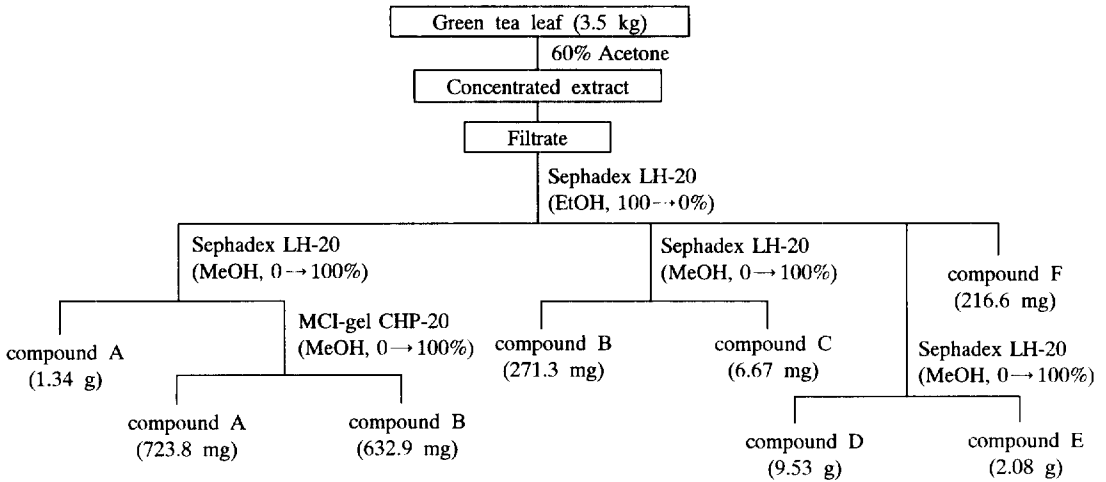 Green tea leaf (3.5 kg)
60% Acetone
Concentrated extract
Filtrate
Sephadex LH-20
(EtOH, 100→0%)
Sephadex LH-20
(MeOH, 0→100%)
Sephadex LH-20
(MeOH, 0→100%)
compound F
(216.6 mg)
compound A
(1.34 g)
MCI-gel CHP-20
(MeOH, 0→100%)
compound B
(271.3 mg)
compound C
(6.67 mg)
Sephadex LH-20
(MeOH, 0→100%)
compound A
(723.8 mg)
compound B
(632.9 mg)
compound D
(9.53 g)
compound E
(2.08 g)